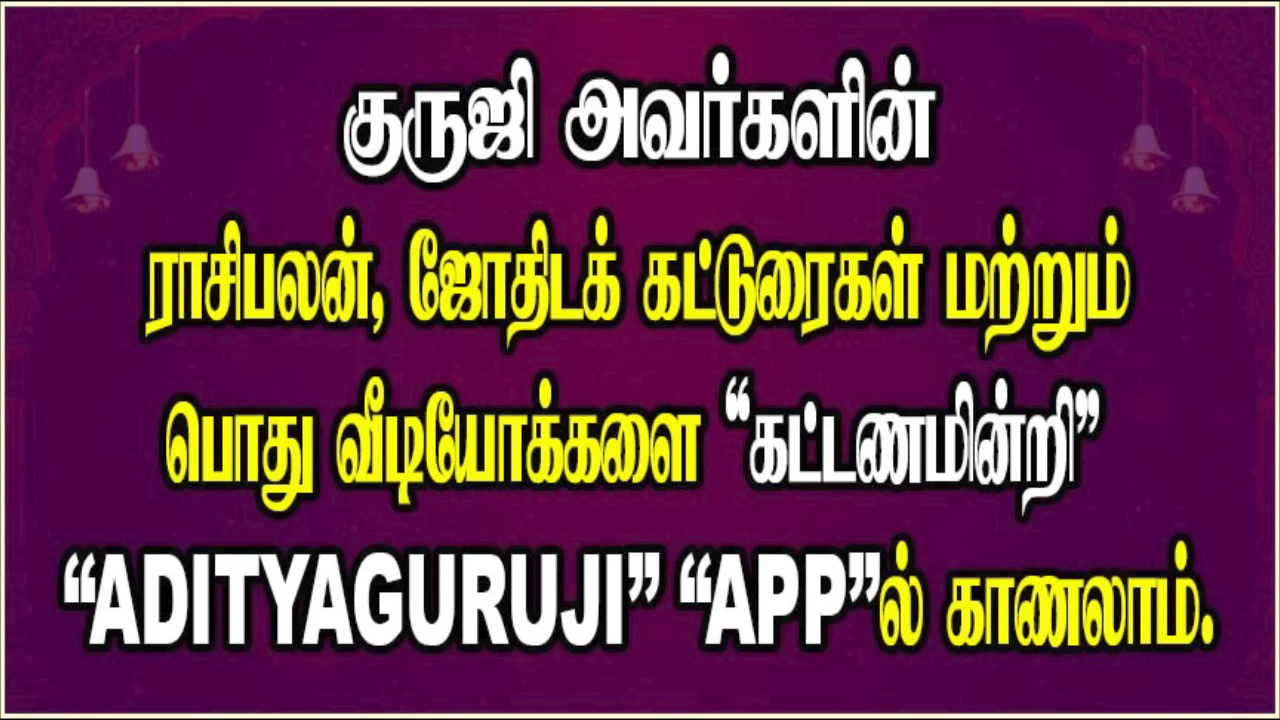 குருஜி அவர்களின்
ராசிபலன், ஜோதிடக் கட்டுரைகள் மற்றும்
பொது வீடியோக்களை “கட்டணமின்றி”
“ADITYAGURUJI” “APP”ல் காணலாம்.